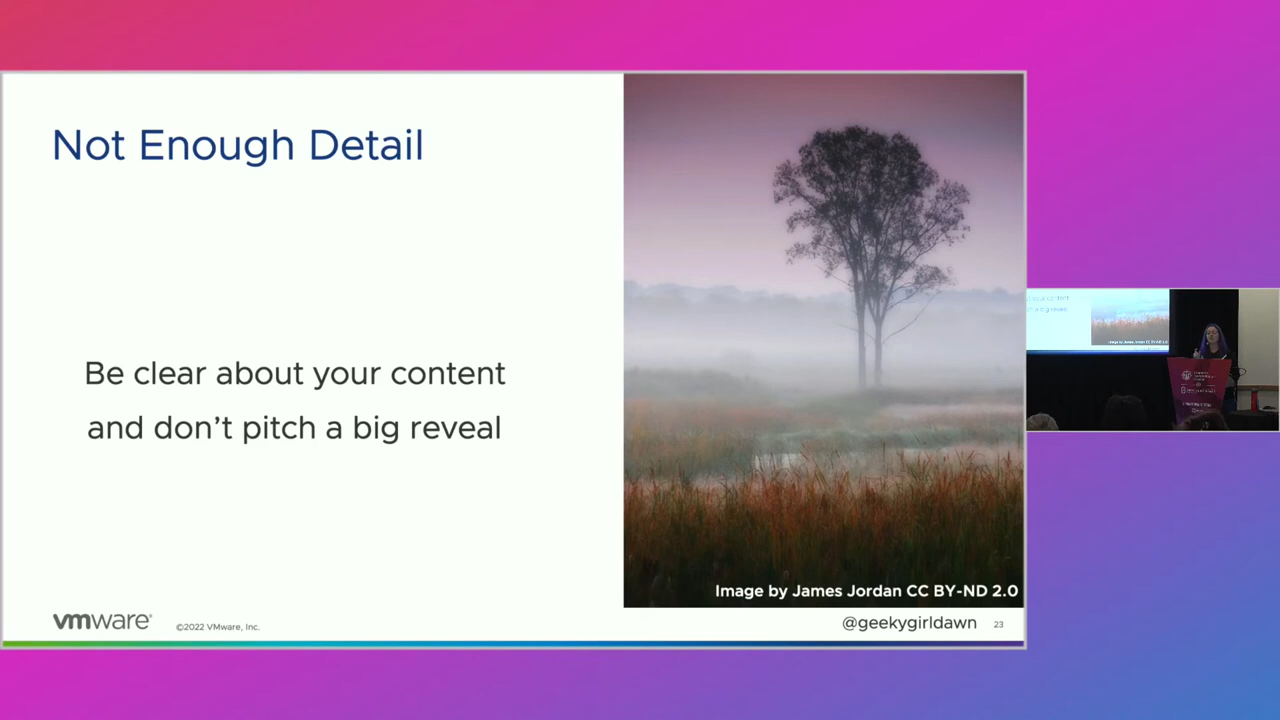 Not Enough Detail
Be clear about your content
and don’t pitch a big reveal
Image by James Jordan CC BY-ND 2.0
vmware®
©2022 VMware, Inc.
@geekygirldawn
23